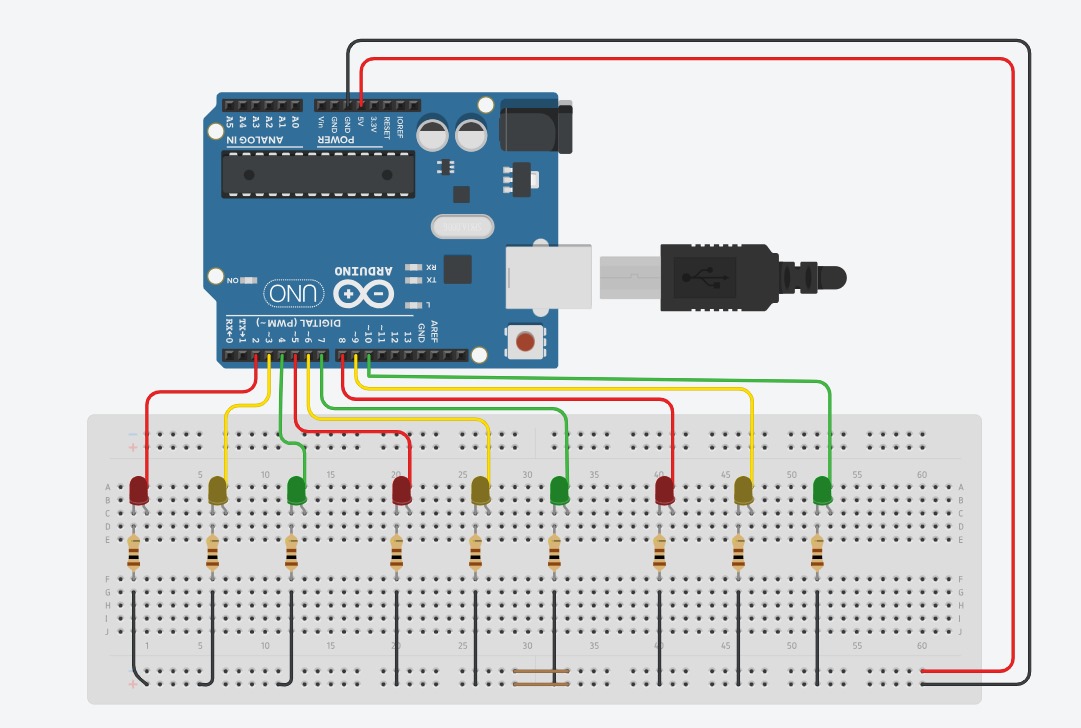 A5 A4 A3 A2 A1 A0 Vin GND GND 5V 3.3V RESET IOREF
ANALOG IN POWER
RX
ON UNO ARDUINO TX
L
DIGITAL (PWM~)
RX←0 TX→1 2 ~3 4 ~5 ~6 7 8 ~9 ~10 ~11 12 13 GND AREF
−
+
5 10 15 20 25 30 35 40 45 50 55 60
A A
B B
C C
D D
E E
F F
G G
H H
I I
J J
1 5 10 15 20 25 30 35 40 45 50 55 60
+